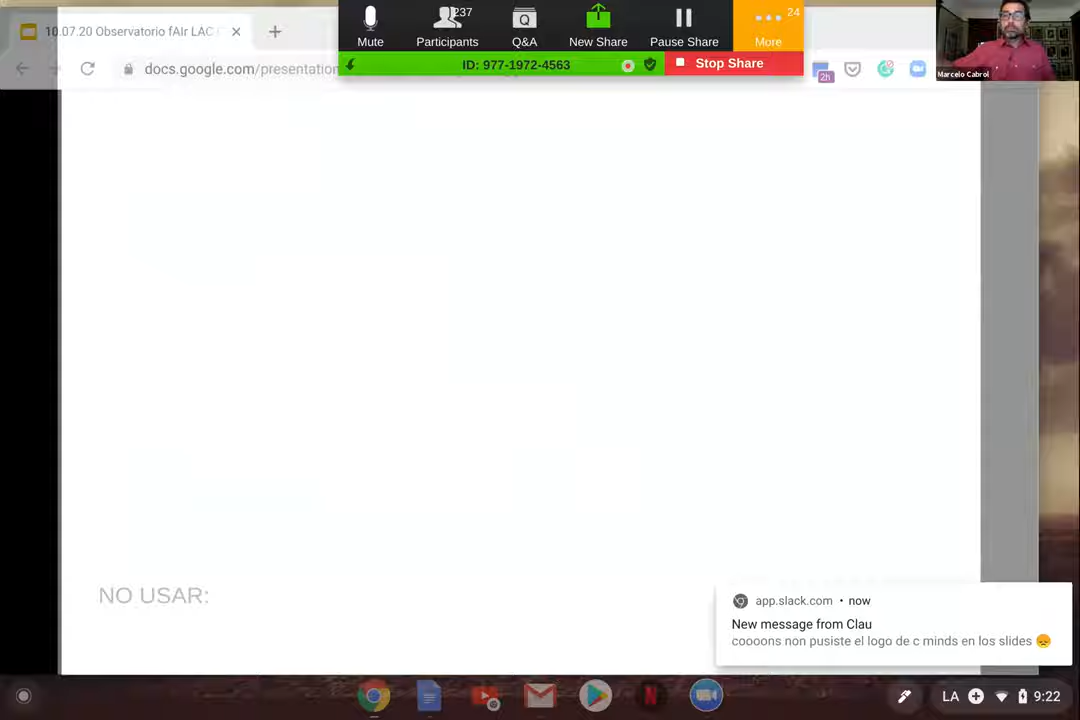 10.07.20 Observatorio fAIr LAC
docs.google.com/presentation
Mute
Participants
237
Q&A
New Share
Pause Share
More
24
ID: 977-1972-4563
Stop Share
2h
Marcelo Cabrol
NO USAR:
app.slack.com • now
New message from Clau
coooons non pusiste el logo de c minds en los slides 😞
LA
9:22